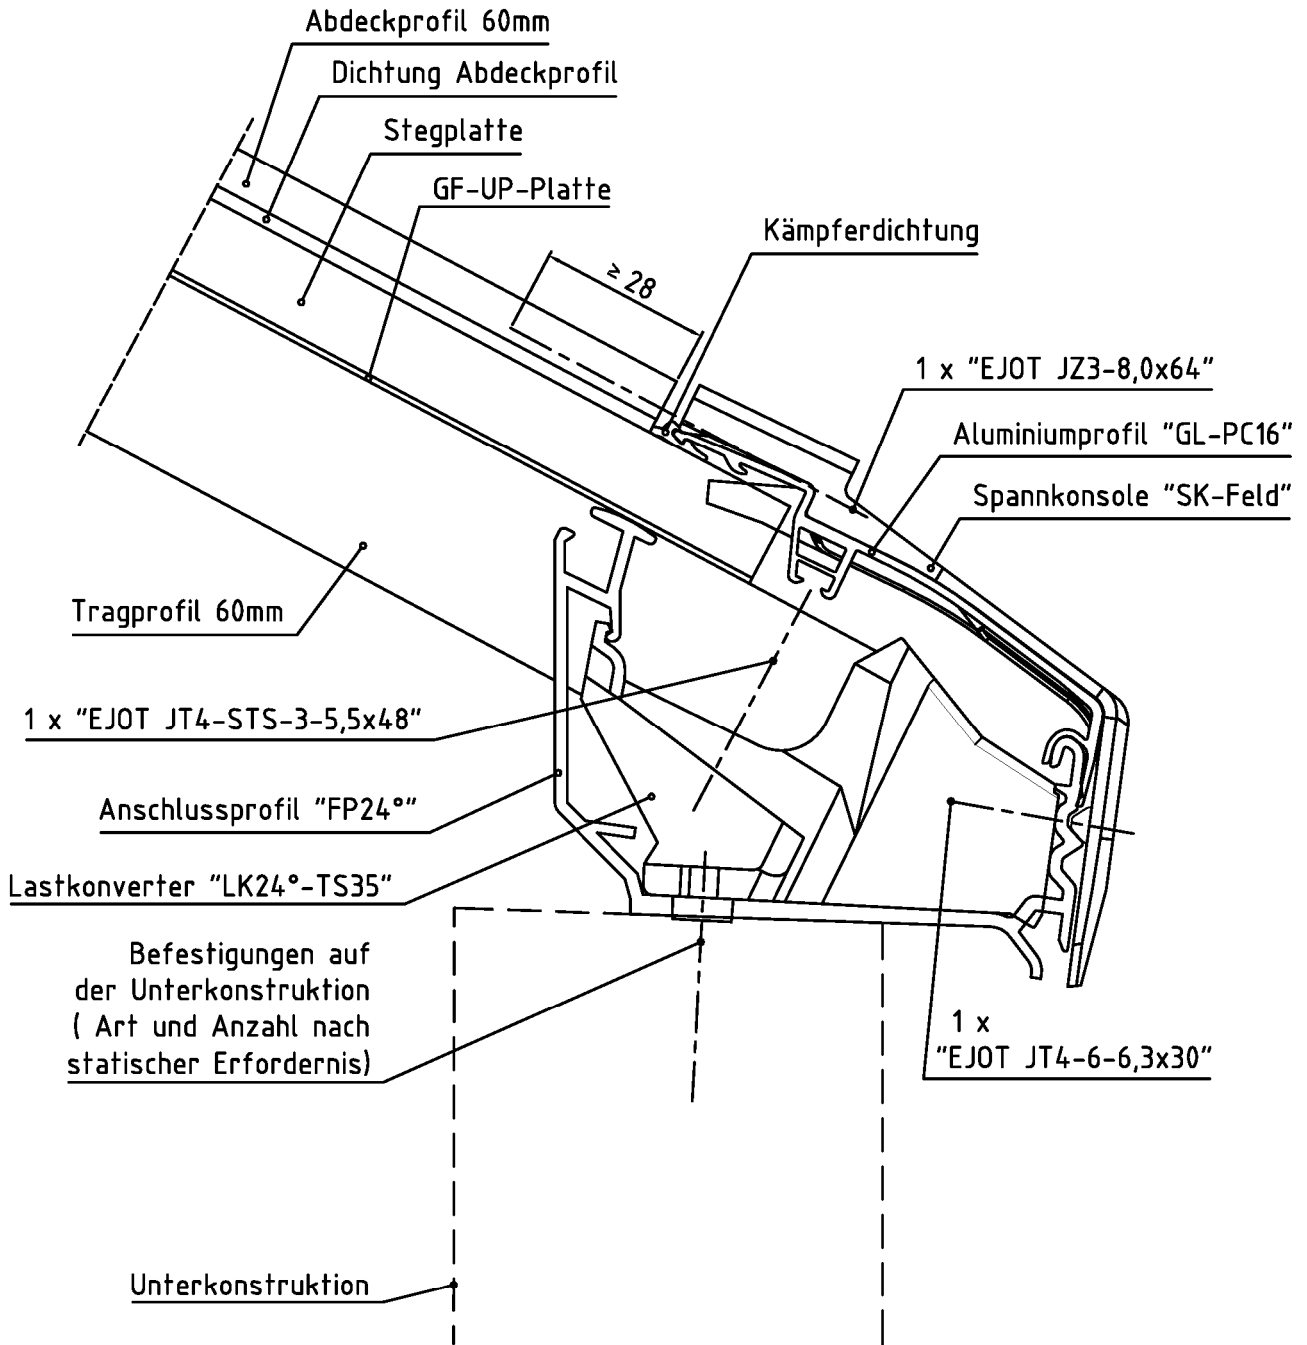 Abdeckprofil 60mm
Dichtung Abdeckprofil
Stegplatte
GF-UP-Platte
Kämpferdichtung
≥ 28
1 x "EJOT JZ3-8,0x64"
Aluminiumprofil "GL-PC16"
Spannkonsole "SK-Feld"
Tragprofil 60mm
1 x "EJOT JT4-STS-3-5,5x48"
Anschlussprofil "FP24°"
Lastkonverter "LK24°-TS35"
Befestigungen auf
der Unterkonstruktion
( Art und Anzahl nach
statischer Erfordernis)
1 x
"EJOT JT4-6-6,3x30"
Unterkonstruktion